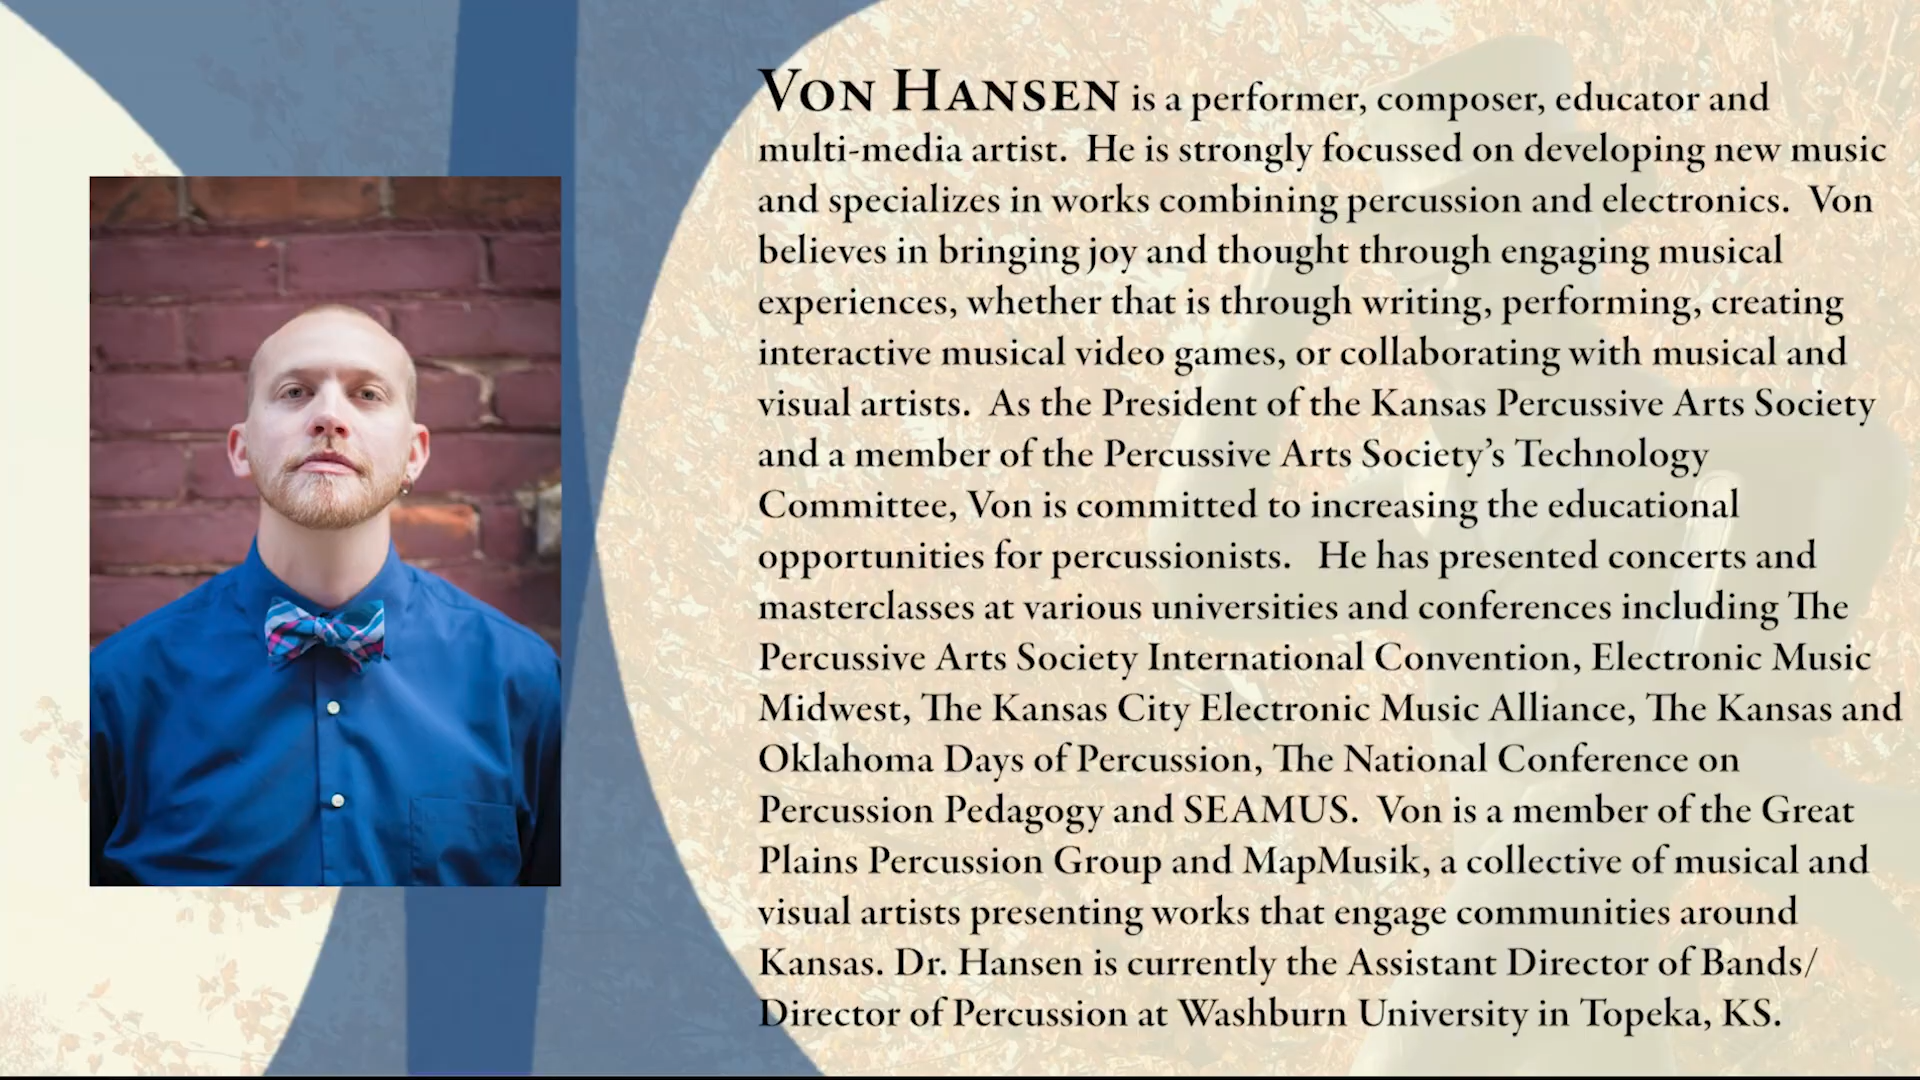 VON HANSEN is a performer, composer, educator and
multi-media artist.  He is strongly focussed on developing new music
and specializes in works combining percussion and electronics.  Von
believes in bringing joy and thought through engaging musical
experiences, whether that is through writing, performing, creating
interactive musical video games, or collaborating with musical and
visual artists.  As the President of the Kansas Percussive Arts Society
and a member of the Percussive Arts Society’s Technology
Committee, Von is committed to increasing the educational
opportunities for percussionists.   He has presented concerts and
masterclasses at various universities and conferences including The
Percussive Arts Society International Convention, Electronic Music
Midwest, The Kansas City Electronic Music Alliance, The Kansas and
Oklahoma Days of Percussion, The National Conference on
Percussion Pedagogy and SEAMUS.  Von is a member of the Great
Plains Percussion Group and MapMusik, a collective of musical and
visual artists presenting works that engage communities around
Kansas. Dr. Hansen is currently the Assistant Director of Bands/
Director of Percussion at Washburn University in Topeka, KS.